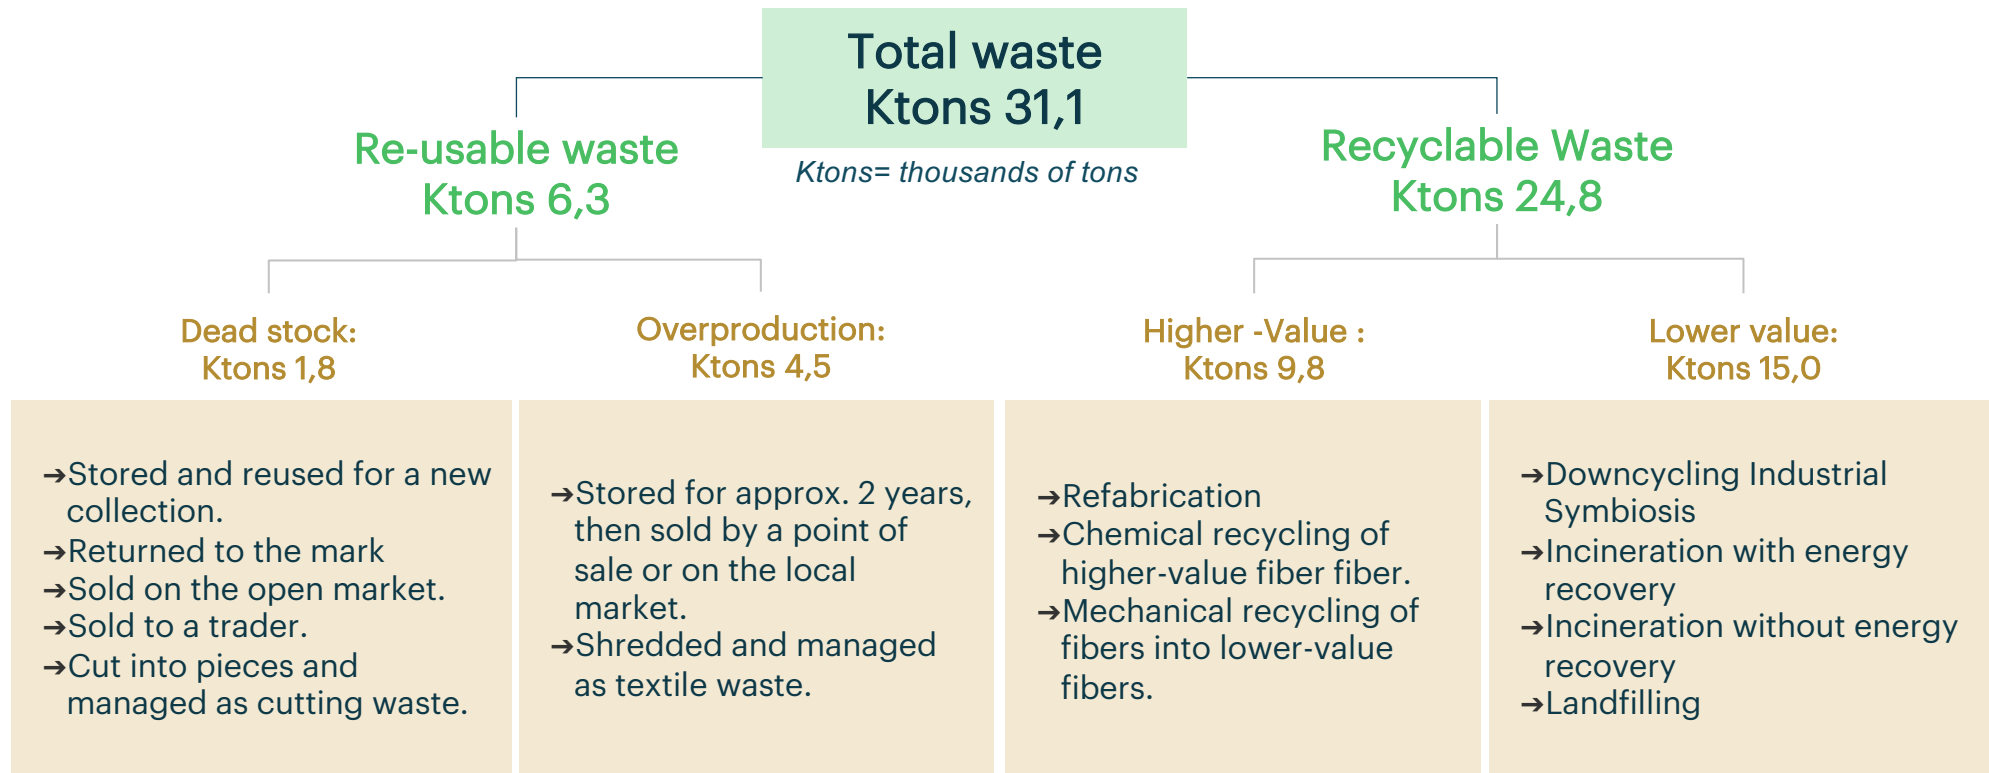 Total waste
Ktons 31,1
Ktons= thousands of tons
Re-usable waste
Ktons 6,3
Recyclable Waste
Ktons 24,8
Dead stock:
Ktons 1,8
Overproduction:
Ktons 4,5
Higher -Value :
Ktons 9,8
Lower value:
Ktons 15,0
➔Stored and reused for a new
collection.
➔Returned to the mark
➔Sold on the open market.
➔Sold to a trader.
➔Cut into pieces and
managed as cutting waste.
➔Stored for approx. 2 years,
then sold by a point of
sale or on the local
market.
➔Shredded and managed
as textile waste.
➔Refabrication
➔Chemical recycling of
higher-value fiber fiber.
➔Mechanical recycling of
fibers into lower-value
fibers.
➔Downcycling Industrial
Symbiosis
➔Incineration with energy
recovery
➔Incineration without energy
recovery
➔Landfilling